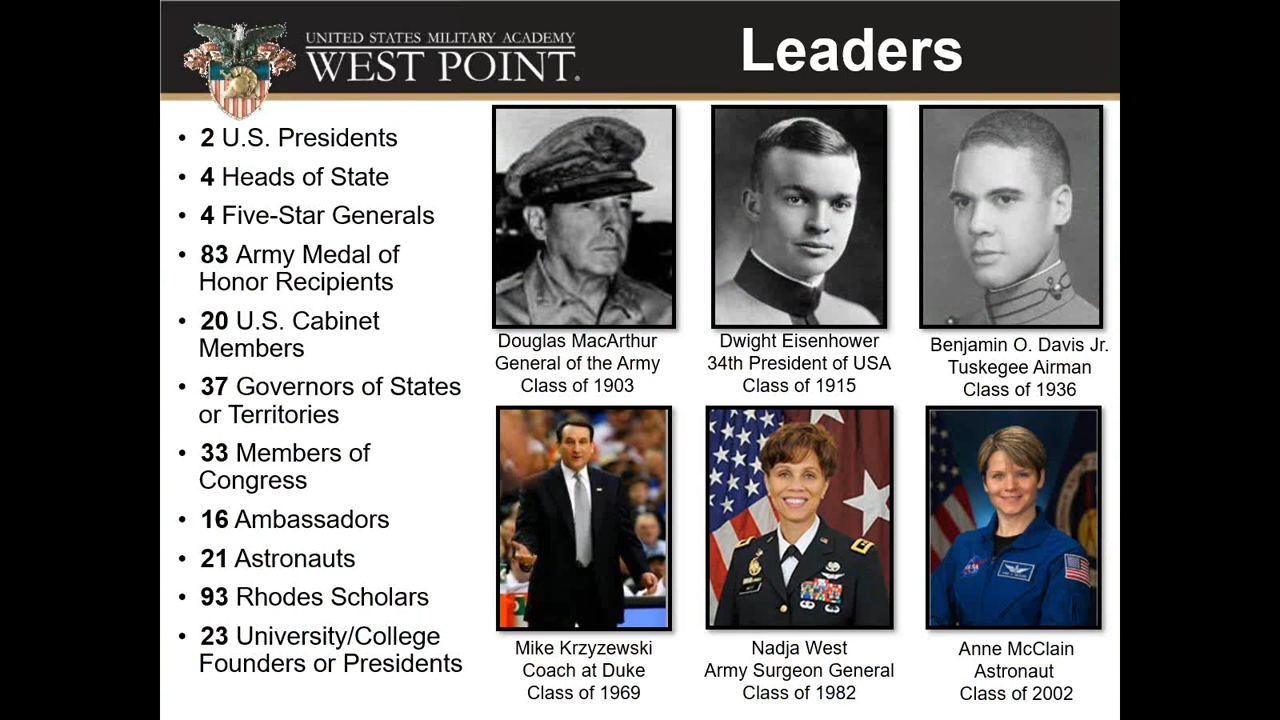 UNITED STATES MILITARY ACADEMY
WEST POINT.
Leaders
• 2 U.S. Presidents
• 4 Heads of State
• 4 Five-Star Generals
• 83 Army Medal of
Honor Recipients
• 20 U.S. Cabinet
Members
• 37 Governors of States
or Territories
• 33 Members of
Congress
• 16 Ambassadors
• 21 Astronauts
• 93 Rhodes Scholars
• 23 University/College
Founders or Presidents
Douglas MacArthur
General of the Army
Class of 1903
Dwight Eisenhower
34th President of USA
Class of 1915
Benjamin O. Davis Jr.
Tuskegee Airman
Class of 1936
Mike Krzyzewski
Coach at Duke
Class of 1969
Nadja West
Army Surgeon General
Class of 1982
NASA
Anne McClain
Astronaut
Class of 2002